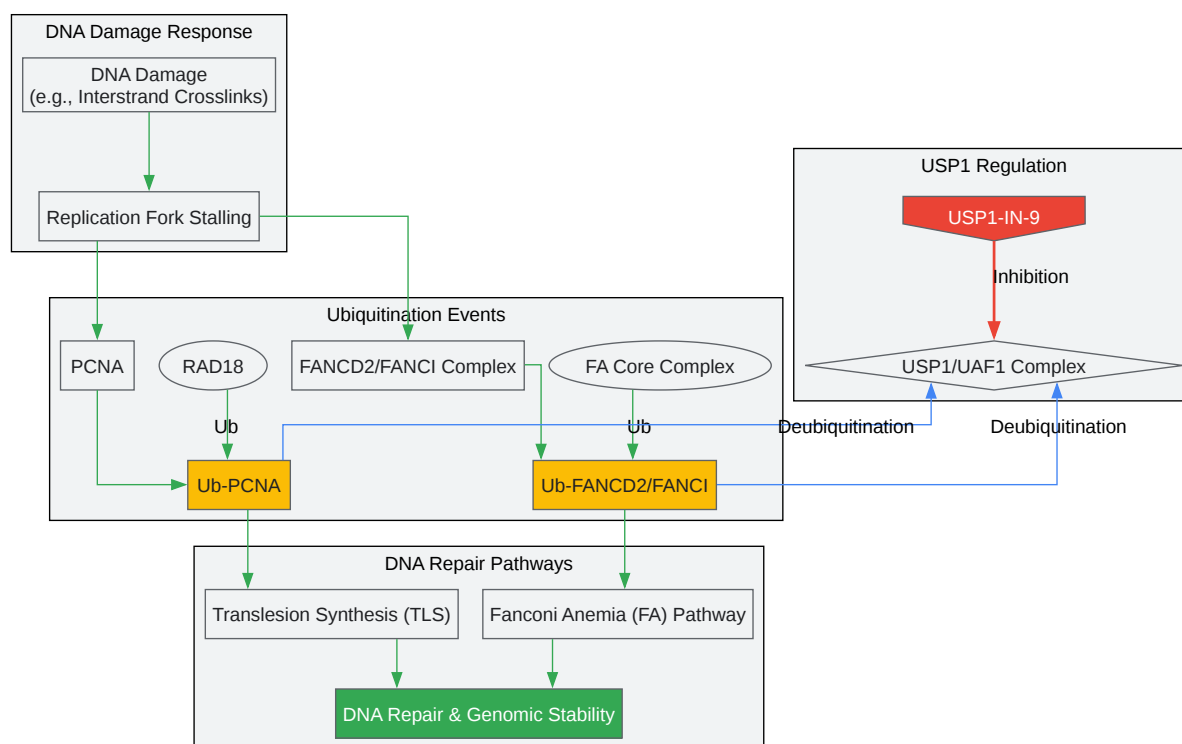 DNA Damage Response
DNA Damage
(e.g., Interstrand Crosslinks)
Replication Fork Stalling
USP1 Regulation
USP1-IN-9
Inhibition
USP1/UAF1 Complex
Ubiquitination Events
PCNA
RAD18
FANCD2/FANCI Complex
FA Core Complex
Ub
Ub
Deubiquitination
Deubiquitination
Ub-PCNA
Ub-FANCD2/FANCI
DNA Repair Pathways
Translesion Synthesis (TLS)
Fanconi Anemia (FA) Pathway
DNA Repair & Genomic Stability